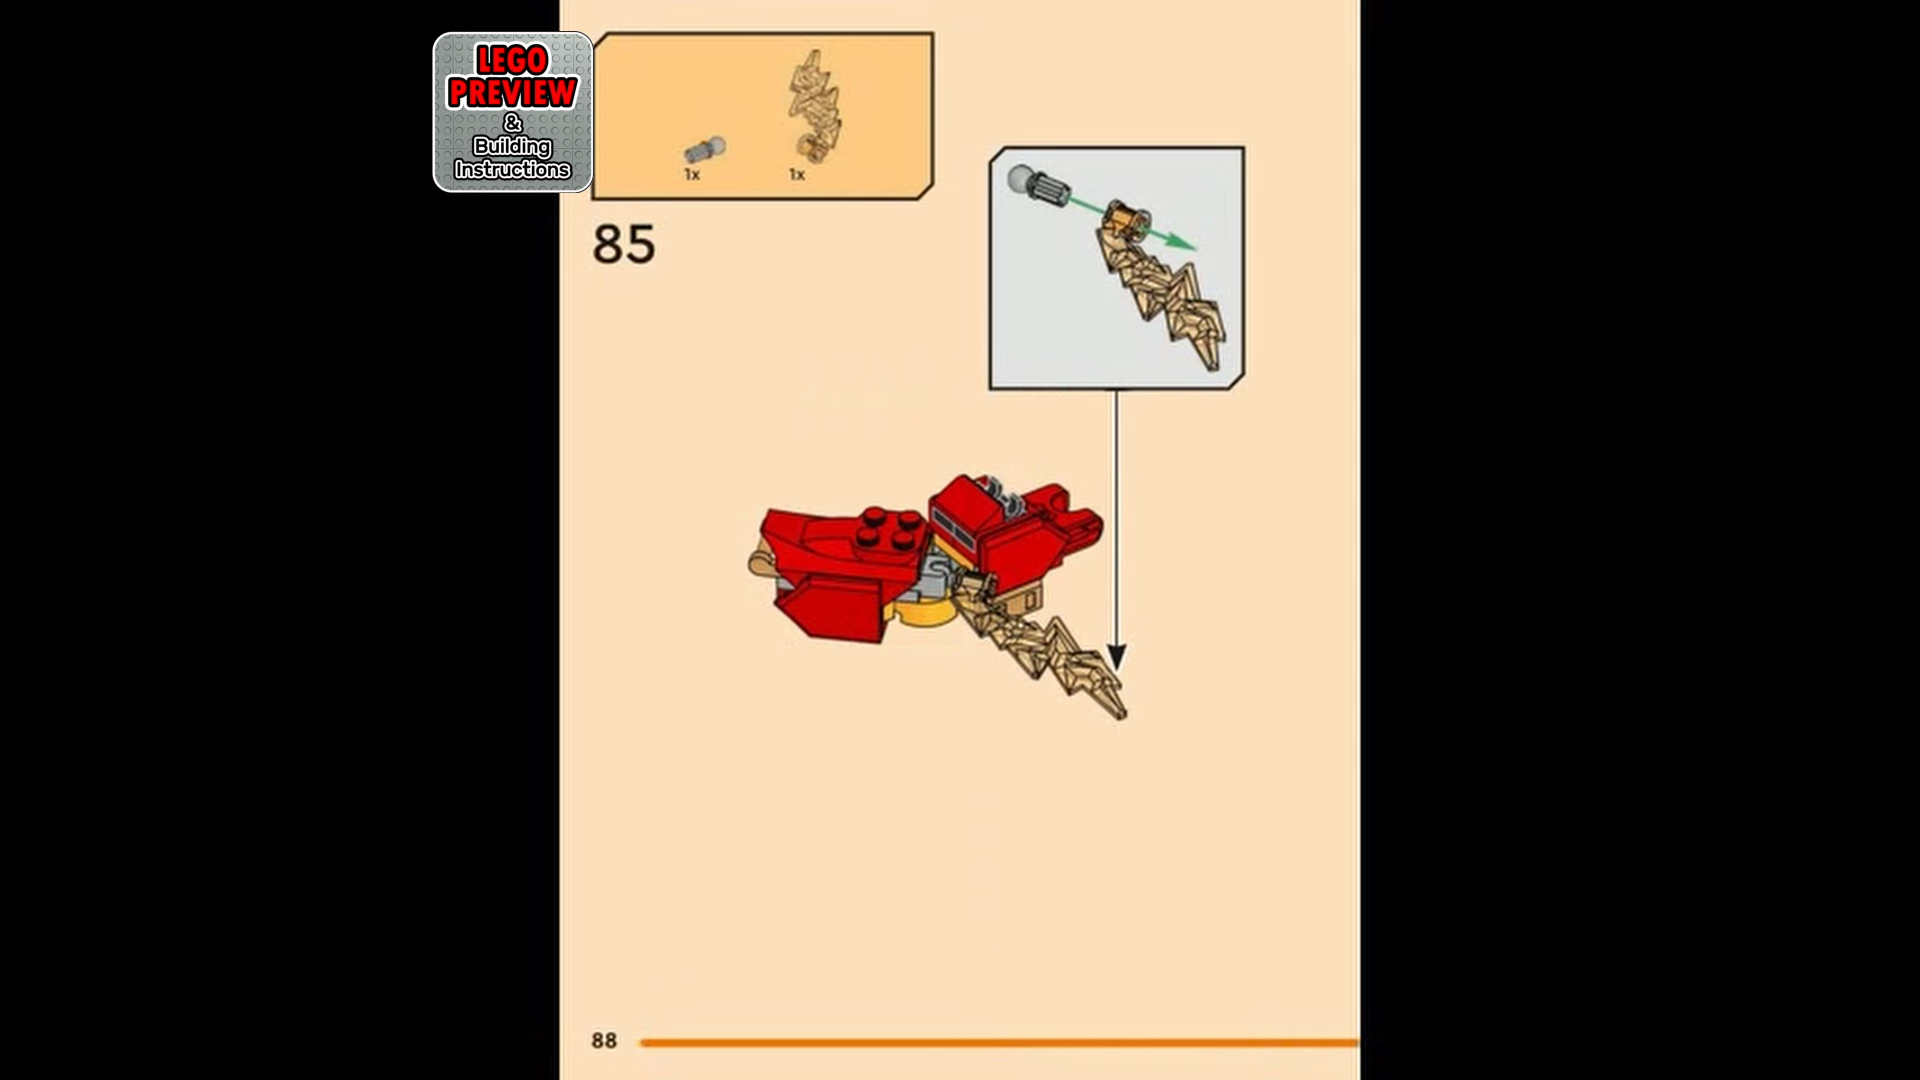 LEGO
PREVIEW
&
Building
Instructions
1x 1x
85
88